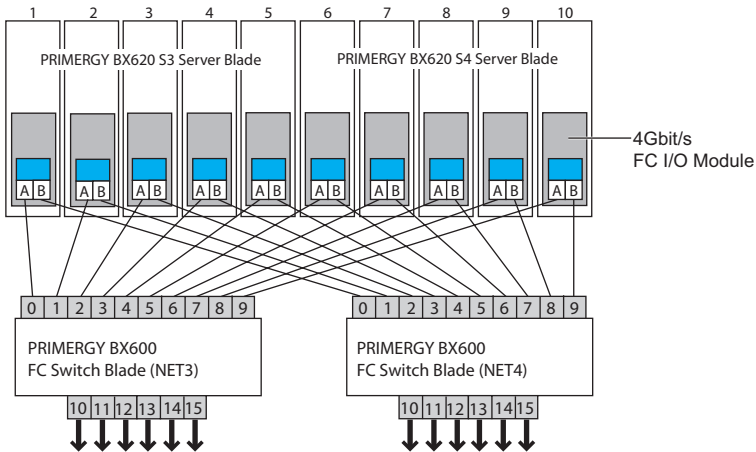 1 2 3 4 5 6 7 8 9 10
PRIMERGY BX620 S3 Server Blade PRIMERGY BX620 S4 Server Blade
4Gbit/s
FC I/O Module
A B A B A B A B A B A B A B A B A B A B
0 1 2 3 4 5 6 7 8 9 0 1 2 3 4 5 6 7 8 9
PRIMERGY BX600
FC Switch Blade (NET3)
PRIMERGY BX600
FC Switch Blade (NET4)
10 11 12 13 14 15 10 11 12 13 14 15